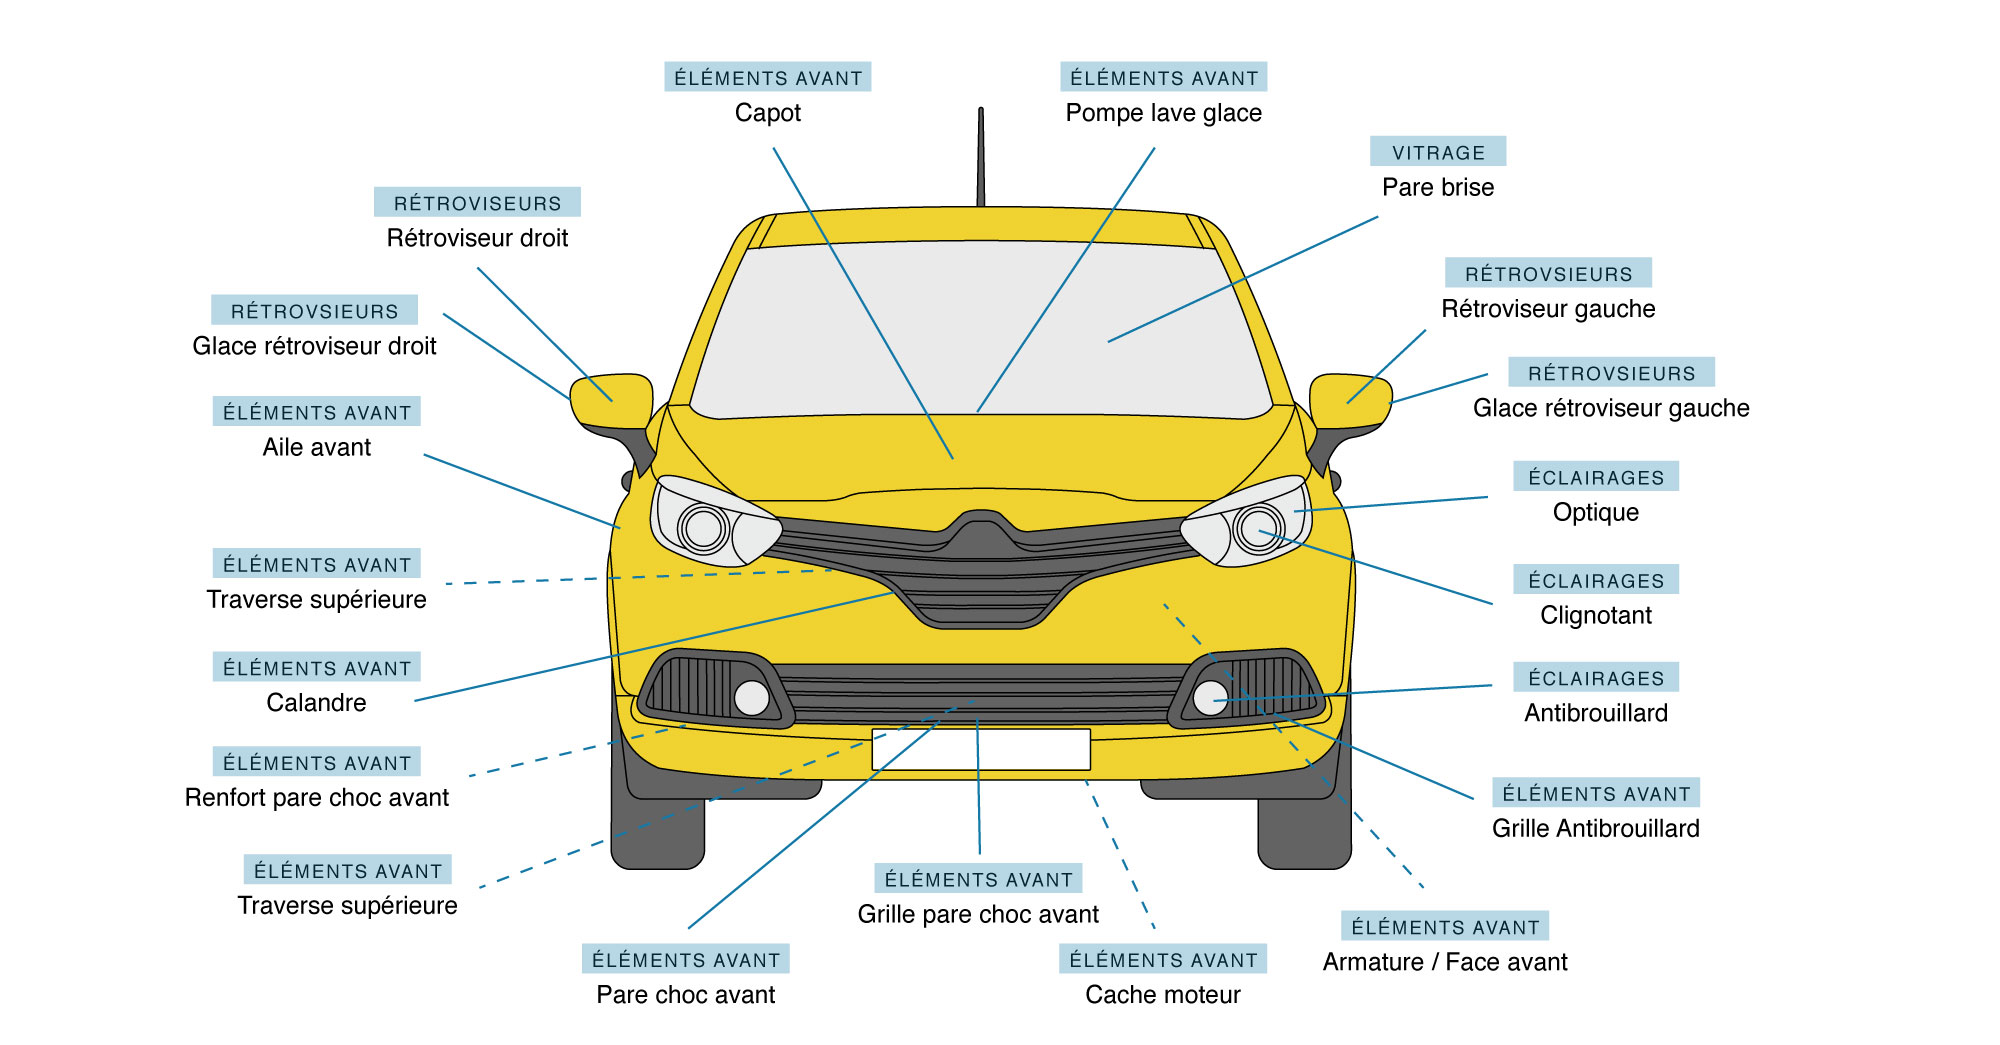 ÉLÉMENTS AVANT
Capot
ÉLÉMENTS AVANT
Pompe lave glace
VITRAGE
Pare brise
RÉTROVISEURS
Rétroviseur droit
RÉTROVSIEURS
Rétroviseur gauche
RÉTROVSIEURS
Glace rétroviseur droit
RÉTROVSIEURS
Glace rétroviseur gauche
ÉLÉMENTS AVANT
Aile avant
ÉCLAIRAGES
Optique
ÉLÉMENTS AVANT
Traverse supérieure
ÉCLAIRAGES
Clignotant
ÉLÉMENTS AVANT
Calandre
ÉCLAIRAGES
Antibrouillard
ÉLÉMENTS AVANT
Renfort pare choc avant
ÉLÉMENTS AVANT
Grille Antibrouillard
ÉLÉMENTS AVANT
Traverse supérieure
ÉLÉMENTS AVANT
Grille pare choc avant
ÉLÉMENTS AVANT
Armature / Face avant
ÉLÉMENTS AVANT
Pare choc avant
ÉLÉMENTS AVANT
Cache moteur